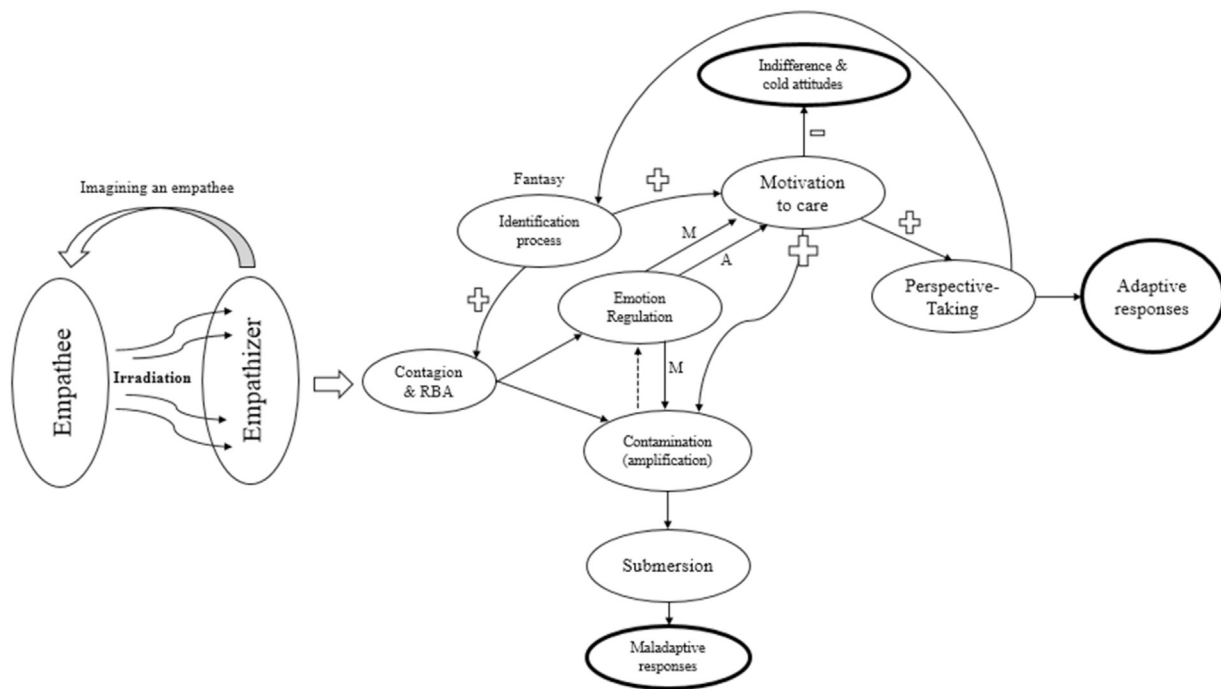 Indifference &
cold attitudes
Imagining an empathee
Fantasy
Motivation
to care
Identification
process
M
A
Emotion
Regulation
Perspective-
Taking
Adaptive
responses
Empathee
Irradiation
Empathizer
Contagion
& RBA
M
Contamination
(amplification)
Submersion
Maladaptive
responses